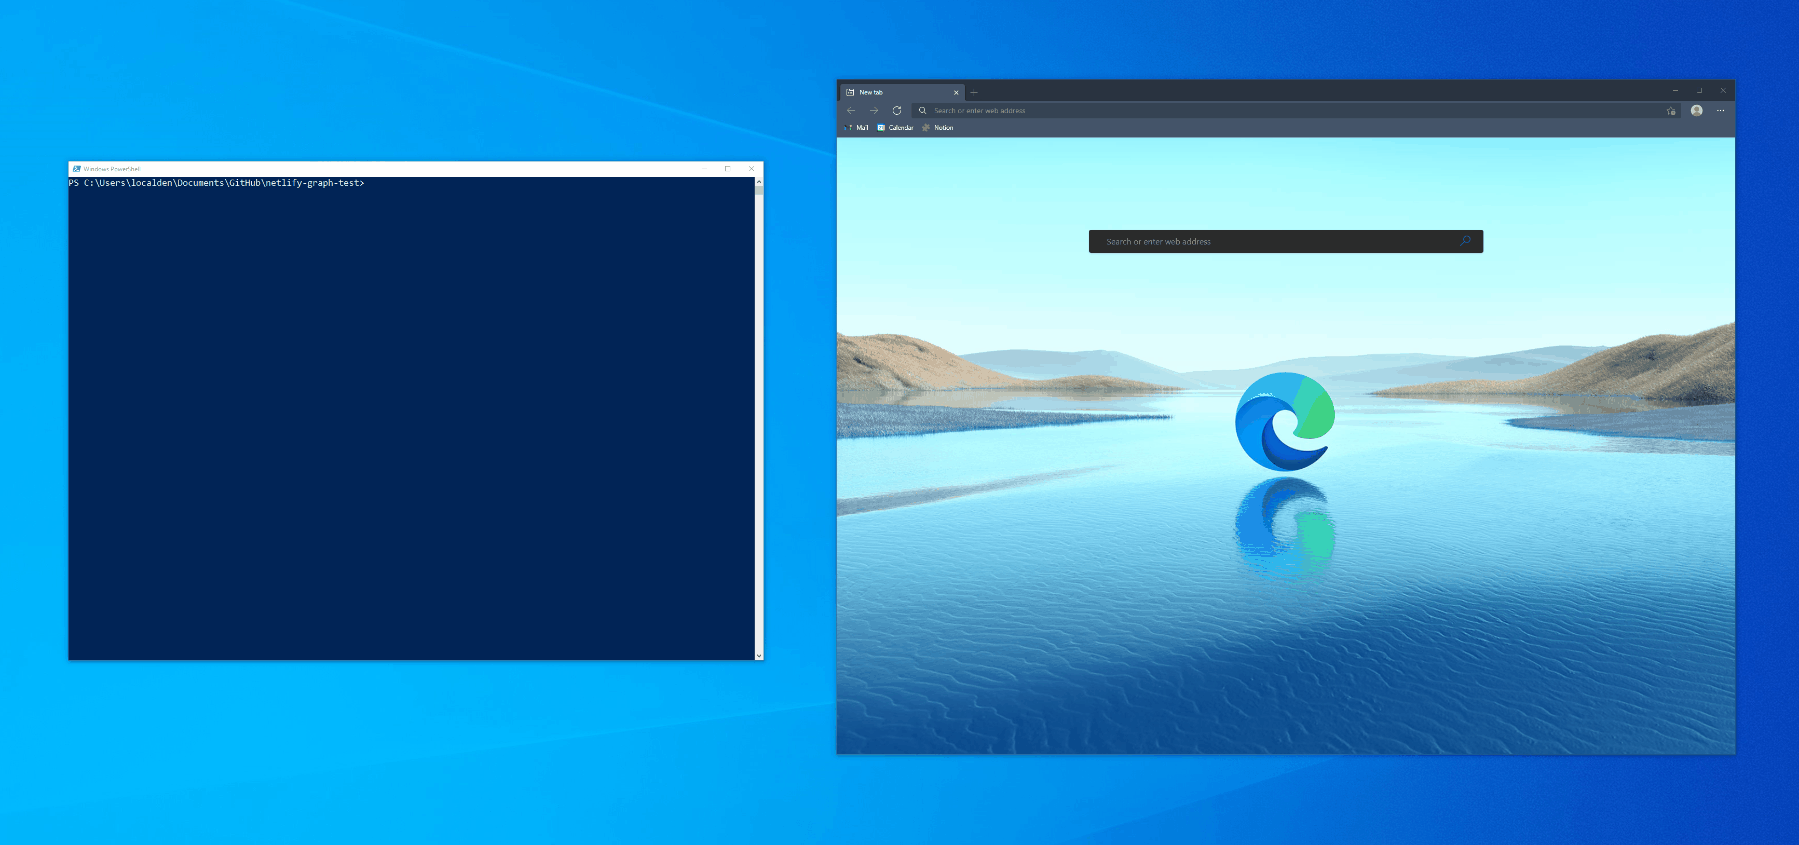 Windows PowerShell
PS C:\Users\localden\Documents\GitHub\netlify-graph-test>
New tab
Search or enter web address
Mail
Calendar
Notion
Search or enter web address